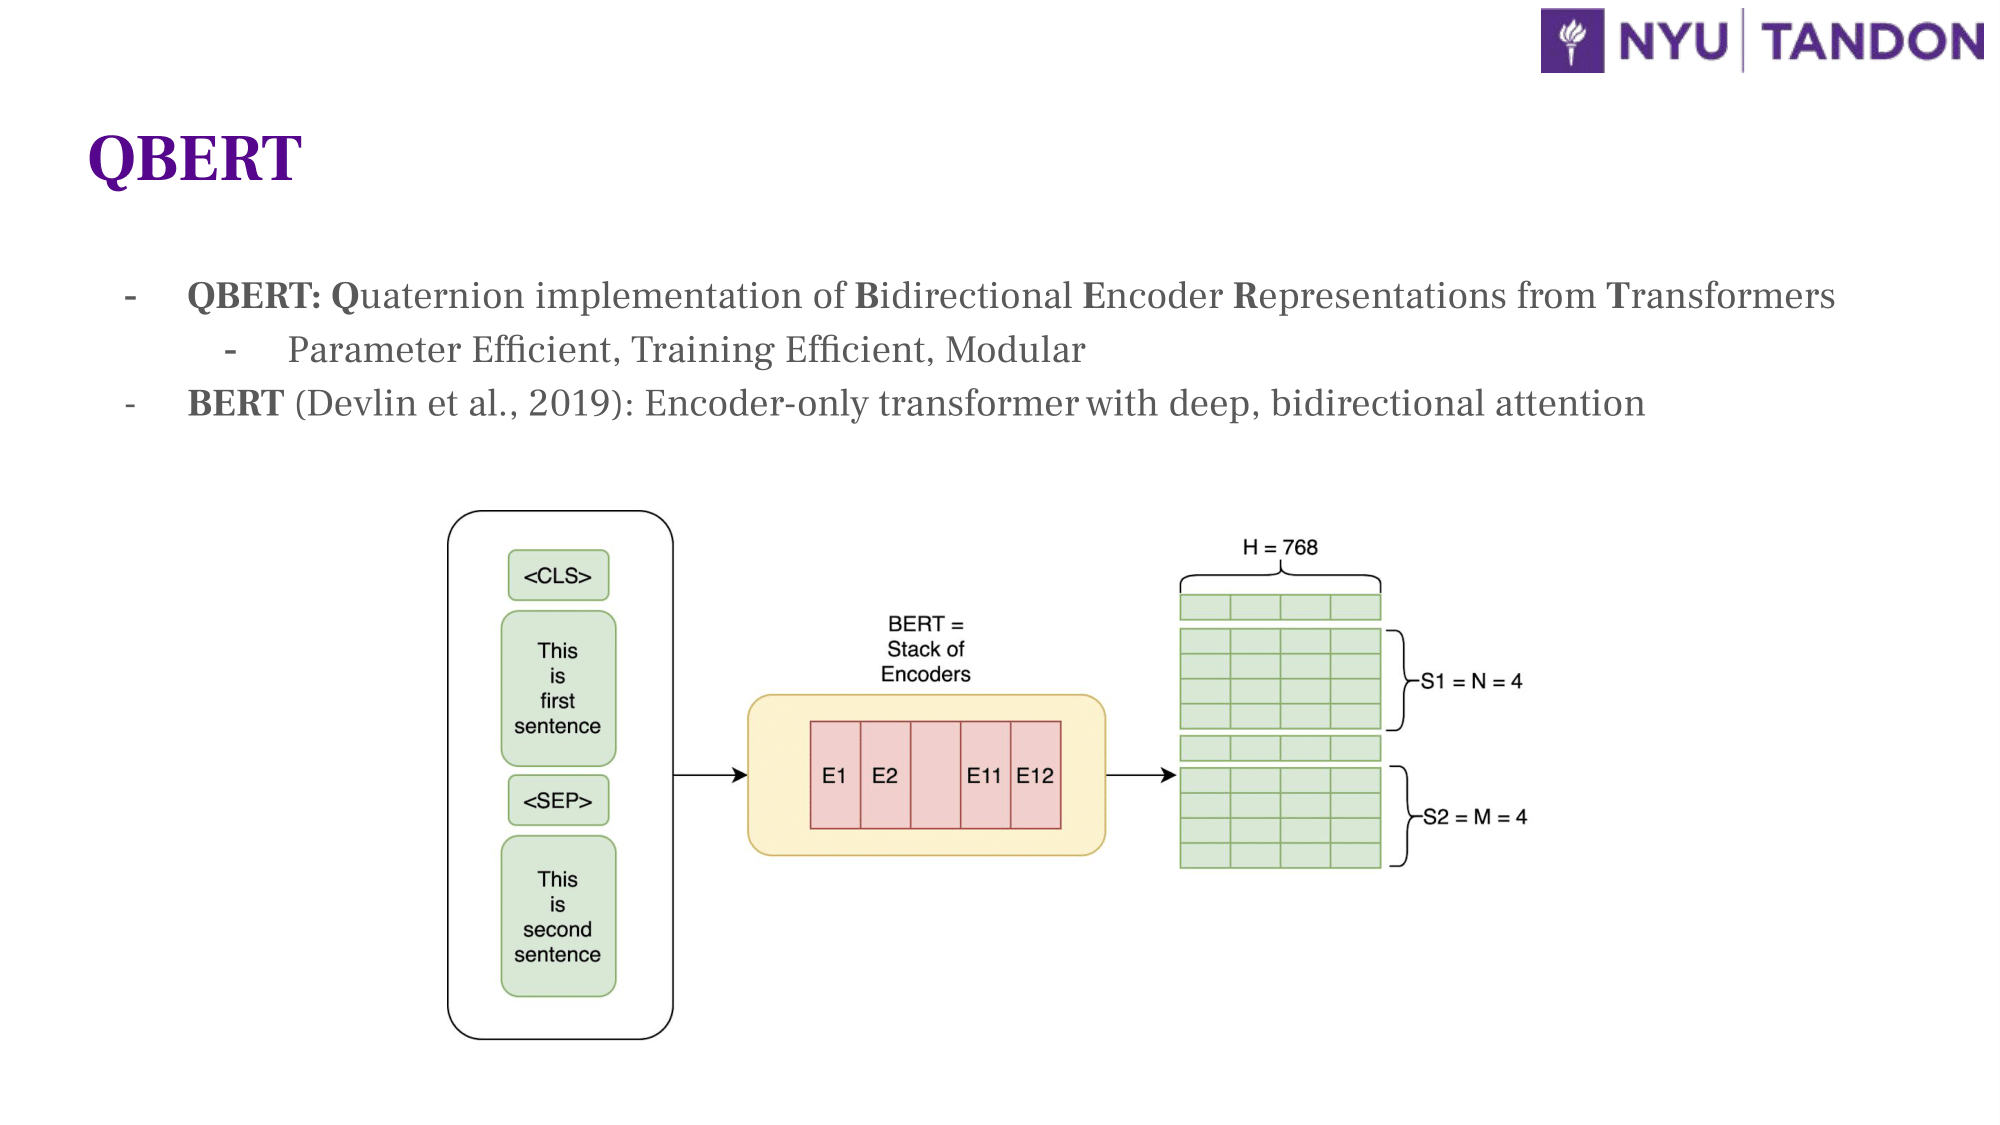 NYU TANDON
QBERT
- QBERT: Quaternion implementation of Bidirectional Encoder Representations from Transformers
- Parameter Efficient, Training Efficient, Modular
- BERT (Devlin et al., 2019): Encoder-only transformer with deep, bidirectional attention
<CLS>
This
is
first
sentence
<SEP>
This
is
second
sentence
BERT =
Stack of
Encoders
E1 E2 E11 E12
H = 768
S1 = N = 4
S2 = M = 4